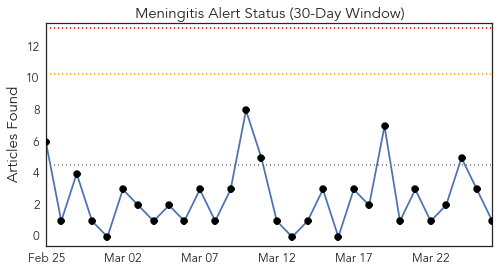 Meningitis Alert Status (30-Day Window)
Articles Found
12
10
8
6
4
2
0
Feb 25
Mar 02
Mar 07
Mar 12
Mar 17
Mar 22